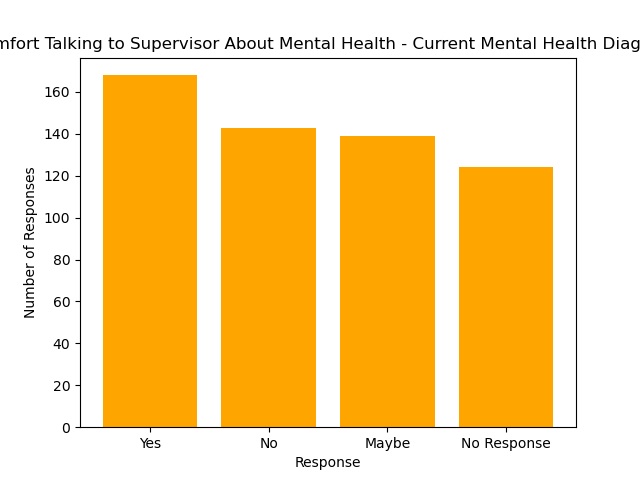 mfort Talking to Supervisor About Mental Health - Current Mental Health Diag
160
140
120
100
80
60
40
20
0
Number of Responses
Yes No Maybe No Response
Response